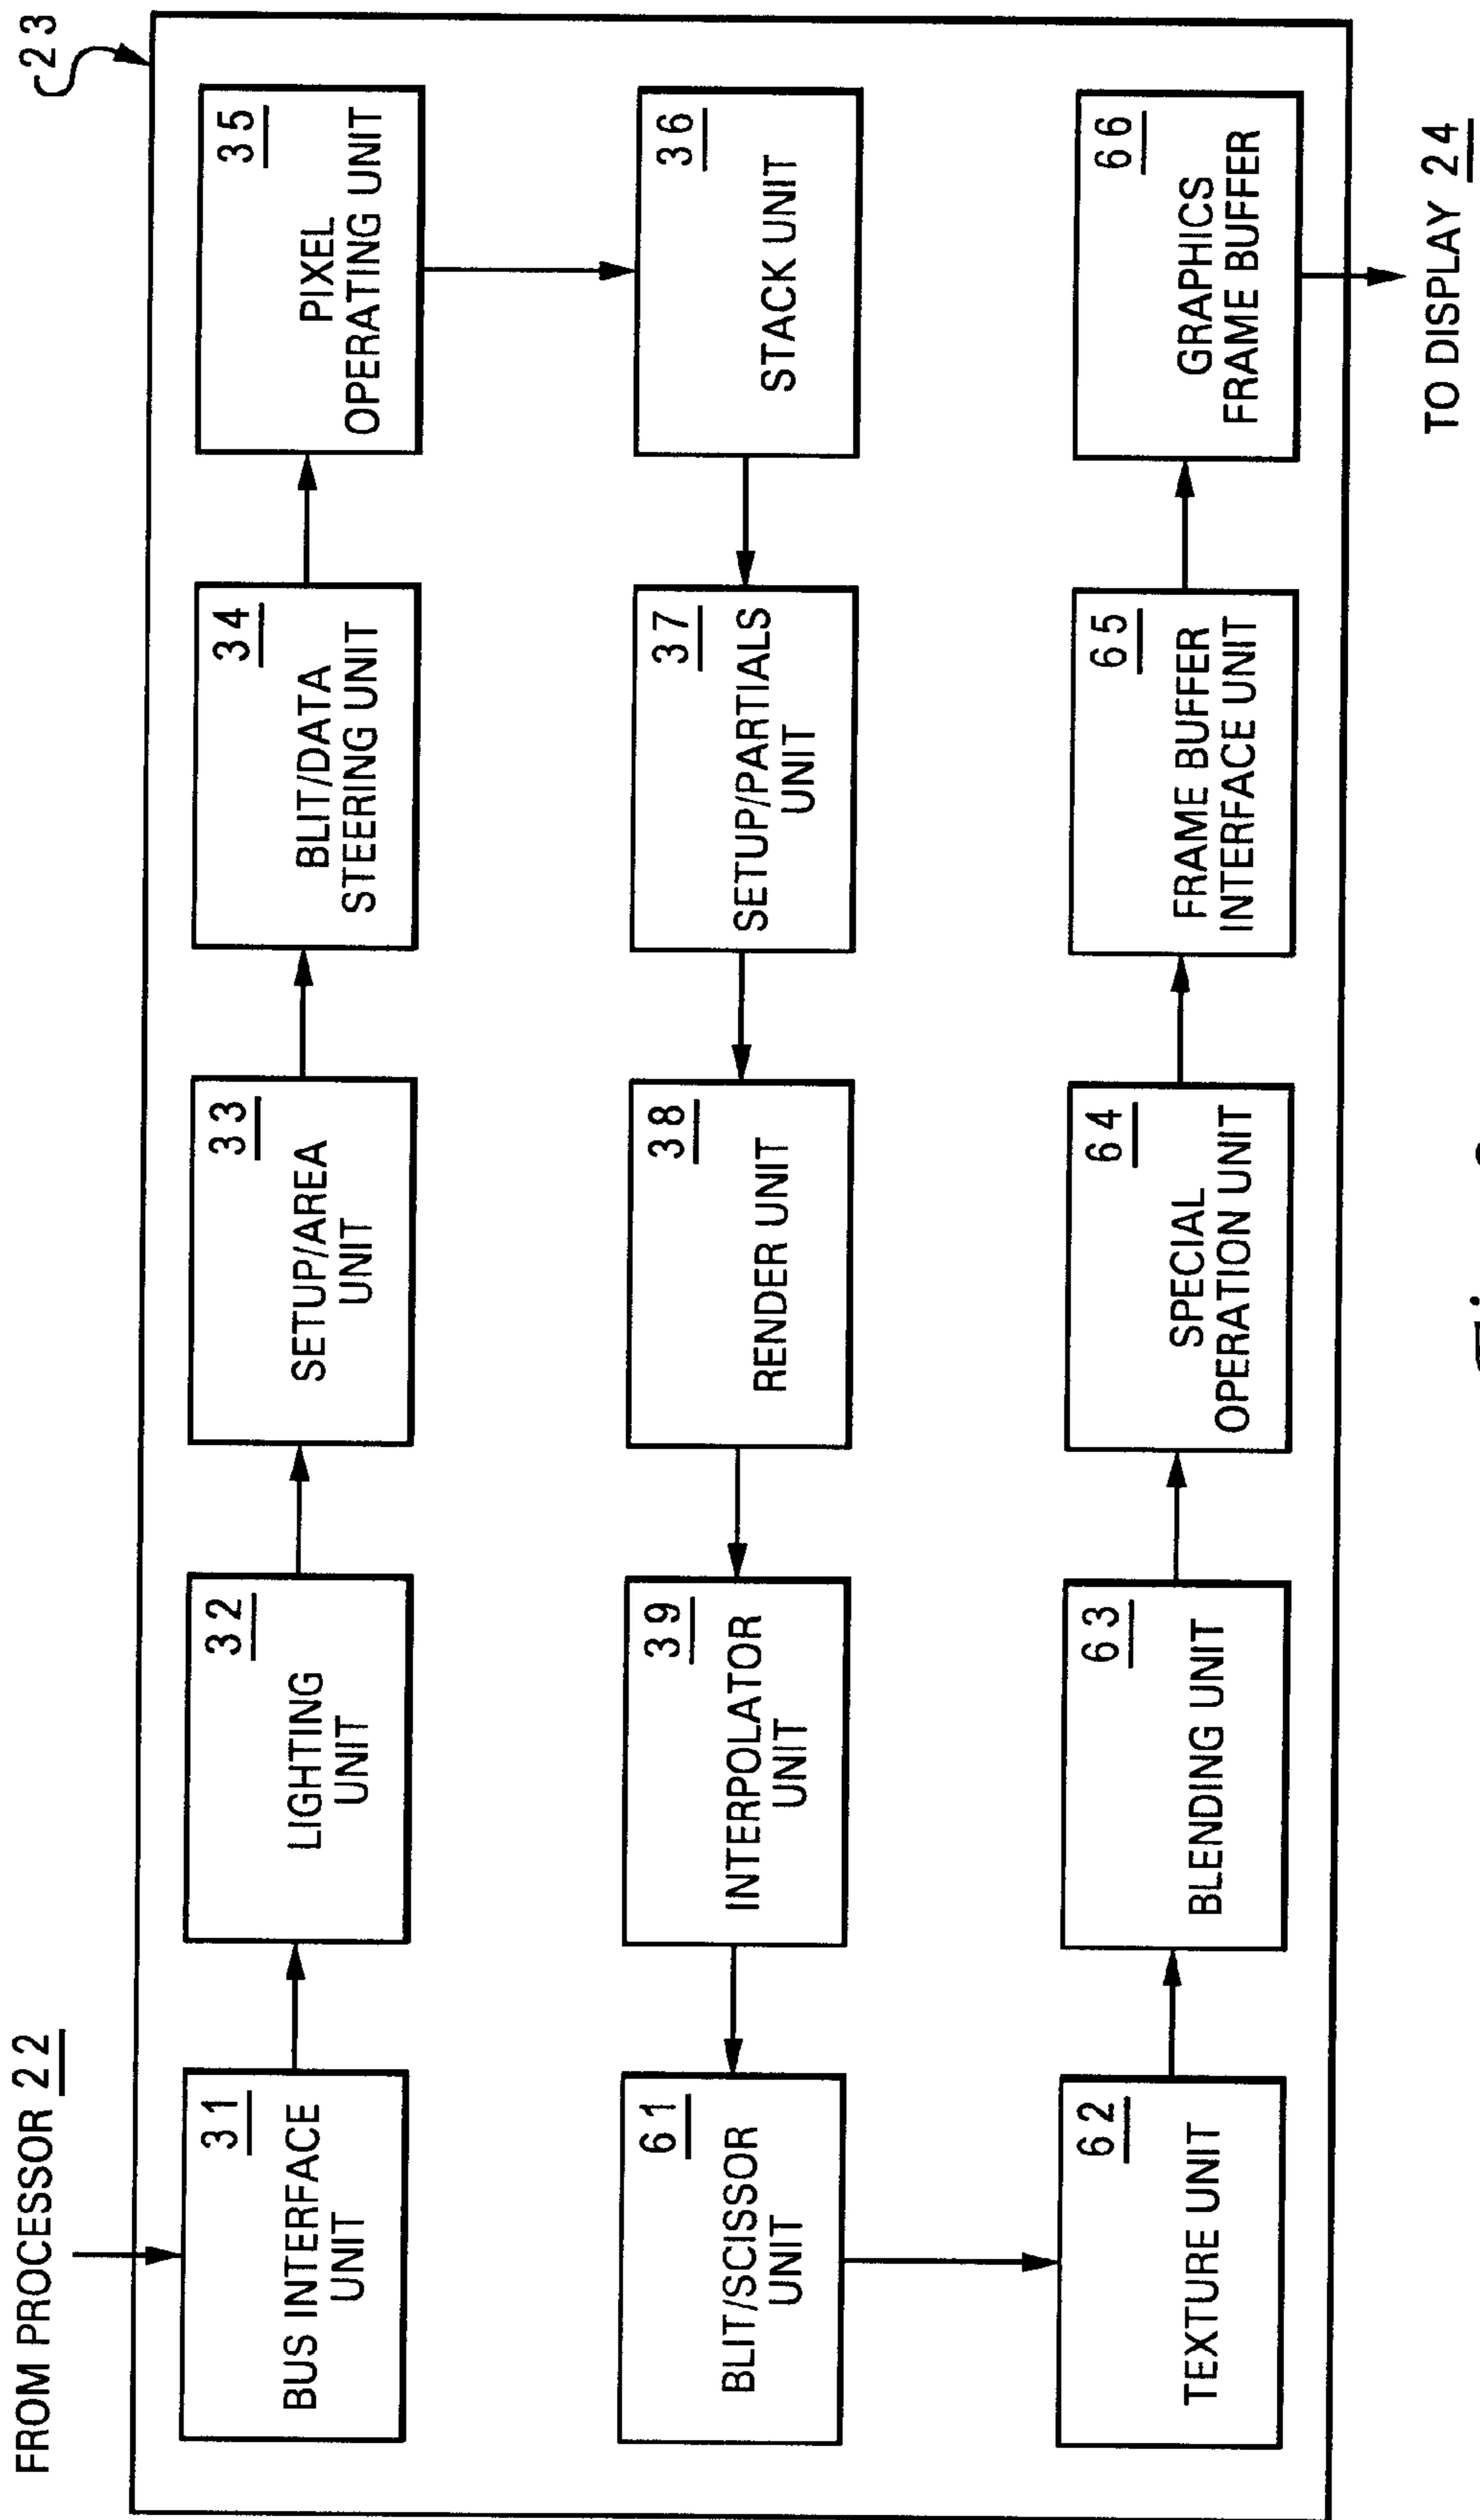 23
FROM PROCESSOR 22
31
BUS INTERFACE
UNIT
32
LIGHTING
UNIT
33
SETUP/AREA
UNIT
34
BLIT/DATA
STEERING UNIT
35
PIXEL
OPERATING UNIT
36
STACK UNIT
37
SETUP/PARTIALS
UNIT
38
RENDER UNIT
39
INTERPOLATOR
UNIT
61
BLIT/SCISSOR
UNIT
62
TEXTURE UNIT
63
BLENDING UNIT
64
SPECIAL
OPERATION UNIT
65
FRAME BUFFER
INTERFACE UNIT
66
GRAPHICS
FRAME BUFFER
TO DISPLAY 24